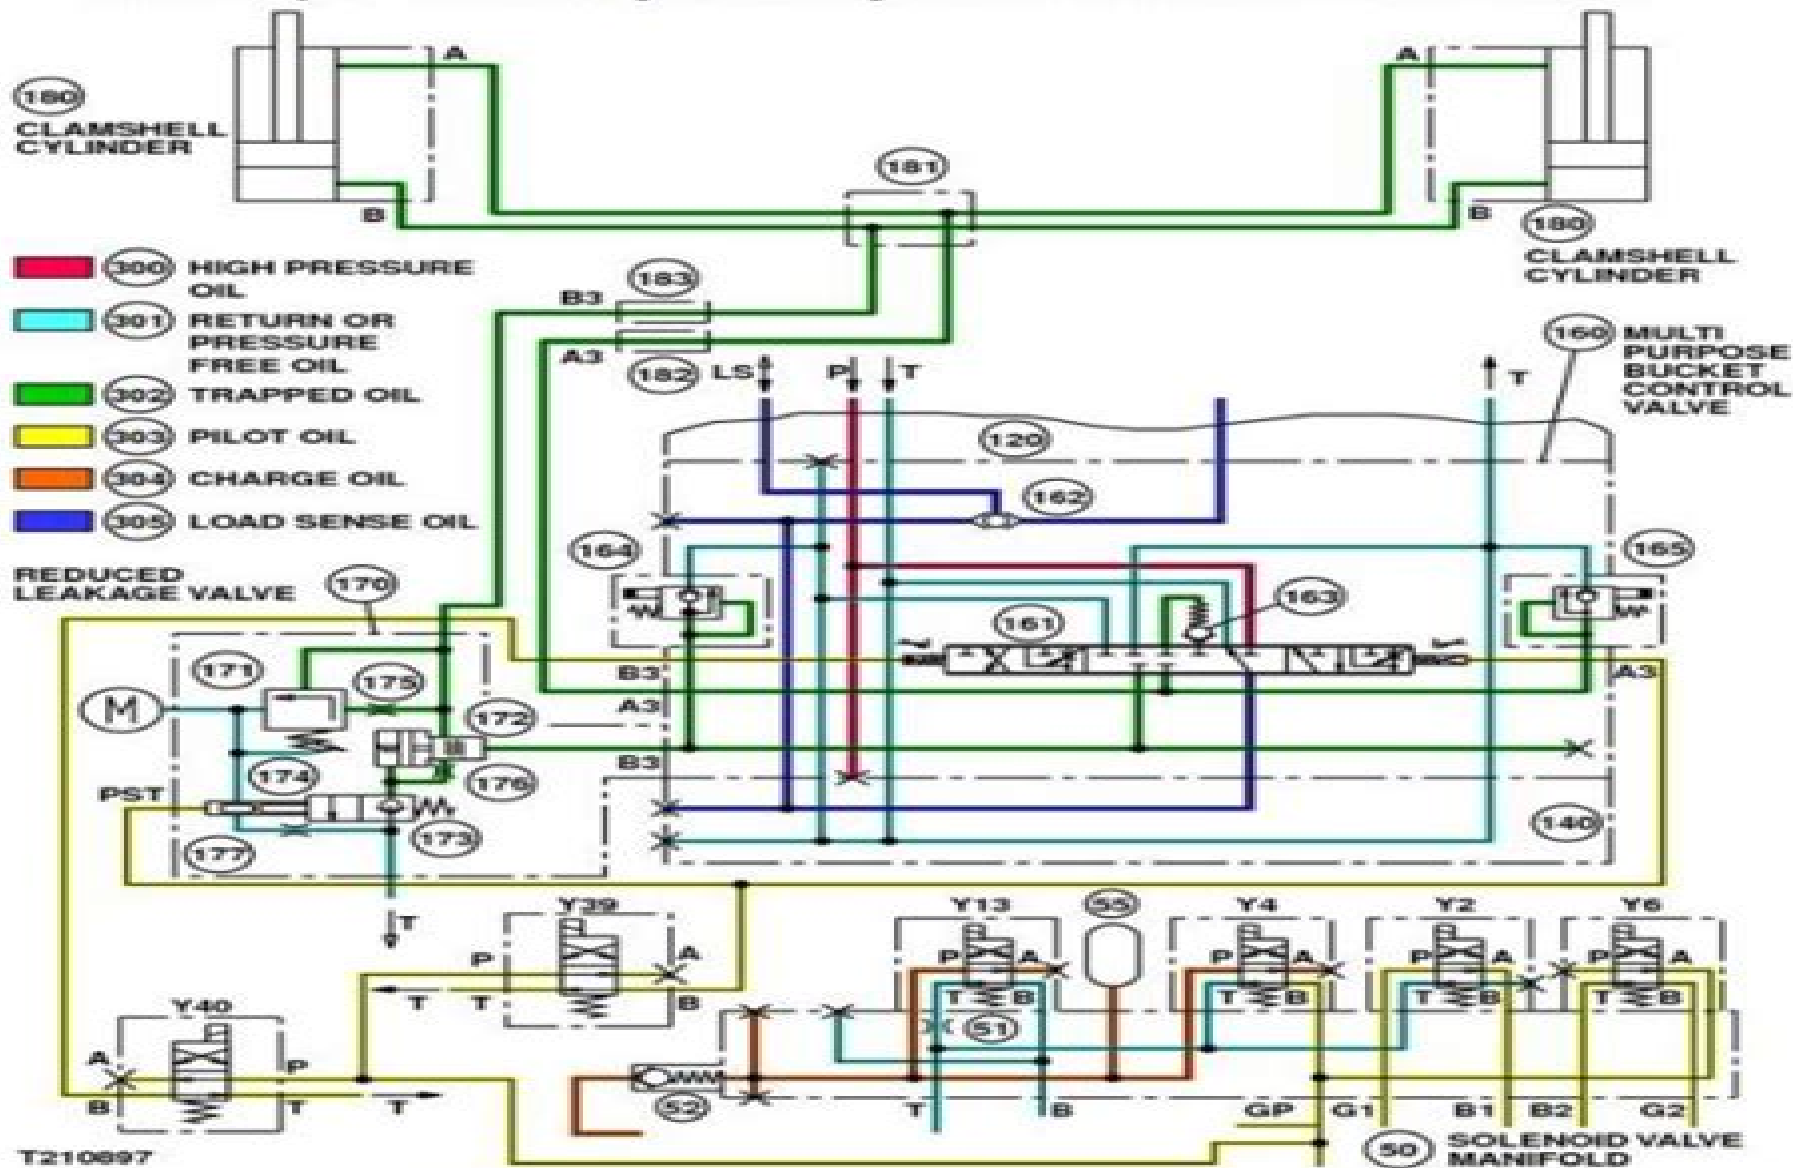 A
A
180
CLAMSHELL
CYLINDER
181
B
B
180
CLAMSHELL
CYLINDER
300 HIGH PRESSURE
OIL
301 RETURN OR
PRESSURE
FREE OIL
302 TRAPPED OIL
303 PILOT OIL
304 CHARGE OIL
305 LOAD SENSE OIL
183
B3
A3
182
LS
P
T
T
160 MULTI
PURPOSE
BUCKET
CONTROL
VALVE
120
162
164
165
REDUCED
LEAKAGE VALVE
170
163
161
171
175
B3
A3
A3
M
172
B3
174
176
PST
173
177
140
T
Y39
Y13
55
Y4
Y2
Y6
P
A
P
A
P
A
P
A
P
A
T
T
B
T
B
T
B
T
B
T
B
Y40
51
A
P
B
T
T
52
T
B
GP
G1
B1
B2
G2
50 SOLENOID VALVE
MANIFOLD
T210897